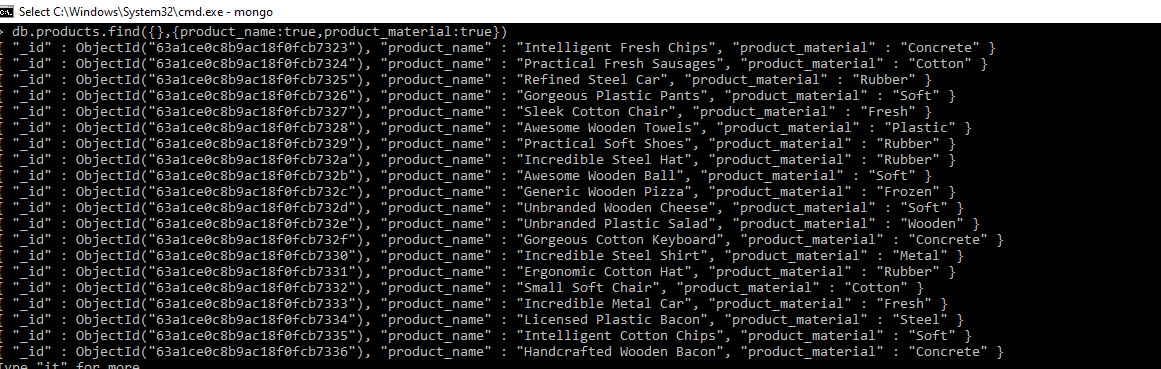 Select C:\Windows\System32\cmd.exe - mongo
> db.products.find({},{product_name:true,product_material:true})
{ "_id" : ObjectId("63a1ce0c8b9ac18f0fcb7323"), "product_name" : "Intelligent Fresh Chips", "product_material" : "Concrete" }
{ "_id" : ObjectId("63a1ce0c8b9ac18f0fcb7324"), "product_name" : "Practical Fresh Sausages", "product_material" : "Cotton" }
{ "_id" : ObjectId("63a1ce0c8b9ac18f0fcb7325"), "product_name" : "Refined Steel Car", "product_material" : "Rubber" }
{ "_id" : ObjectId("63a1ce0c8b9ac18f0fcb7326"), "product_name" : "Gorgeous Plastic Pants", "product_material" : "Soft" }
{ "_id" : ObjectId("63a1ce0c8b9ac18f0fcb7327"), "product_name" : "Sleek Cotton Chair", "product_material" : "Fresh" }
{ "_id" : ObjectId("63a1ce0c8b9ac18f0fcb7328"), "product_name" : "Awesome Wooden Towels", "product_material" : "Plastic" }
{ "_id" : ObjectId("63a1ce0c8b9ac18f0fcb7329"), "product_name" : "Practical Soft Shoes", "product_material" : "Rubber" }
{ "_id" : ObjectId("63a1ce0c8b9ac18f0fcb732a"), "product_name" : "Incredible Steel Hat", "product_material" : "Rubber" }
{ "_id" : ObjectId("63a1ce0c8b9ac18f0fcb732b"), "product_name" : "Awesome Wooden Ball", "product_material" : "Soft" }
{ "_id" : ObjectId("63a1ce0c8b9ac18f0fcb732c"), "product_name" : "Generic Wooden Pizza", "product_material" : "Frozen" }
{ "_id" : ObjectId("63a1ce0c8b9ac18f0fcb732d"), "product_name" : "Unbranded Wooden Cheese", "product_material" : "Soft" }
{ "_id" : ObjectId("63a1ce0c8b9ac18f0fcb732e"), "product_name" : "Unbranded Plastic Salad", "product_material" : "Wooden" }
{ "_id" : ObjectId("63a1ce0c8b9ac18f0fcb732f"), "product_name" : "Gorgeous Cotton Keyboard", "product_material" : "Concrete" }
{ "_id" : ObjectId("63a1ce0c8b9ac18f0fcb7330"), "product_name" : "Incredible Steel Shirt", "product_material" : "Metal" }
{ "_id" : ObjectId("63a1ce0c8b9ac18f0fcb7331"), "product_name" : "Ergonomic Cotton Hat", "product_material" : "Rubber" }
{ "_id" : ObjectId("63a1ce0c8b9ac18f0fcb7332"), "product_name" : "Small Soft Chair", "product_material" : "Cotton" }
{ "_id" : ObjectId("63a1ce0c8b9ac18f0fcb7333"), "product_name" : "Incredible Metal Car", "product_material" : "Fresh" }
{ "_id" : ObjectId("63a1ce0c8b9ac18f0fcb7334"), "product_name" : "Licensed Plastic Bacon", "product_material" : "Steel" }
{ "_id" : ObjectId("63a1ce0c8b9ac18f0fcb7335"), "product_name" : "Intelligent Cotton Chips", "product_material" : "Soft" }
{ "_id" : ObjectId("63a1ce0c8b9ac18f0fcb7336"), "product_name" : "Handcrafted Wooden Bacon", "product_material" : "Concrete" }
Type "it" for more